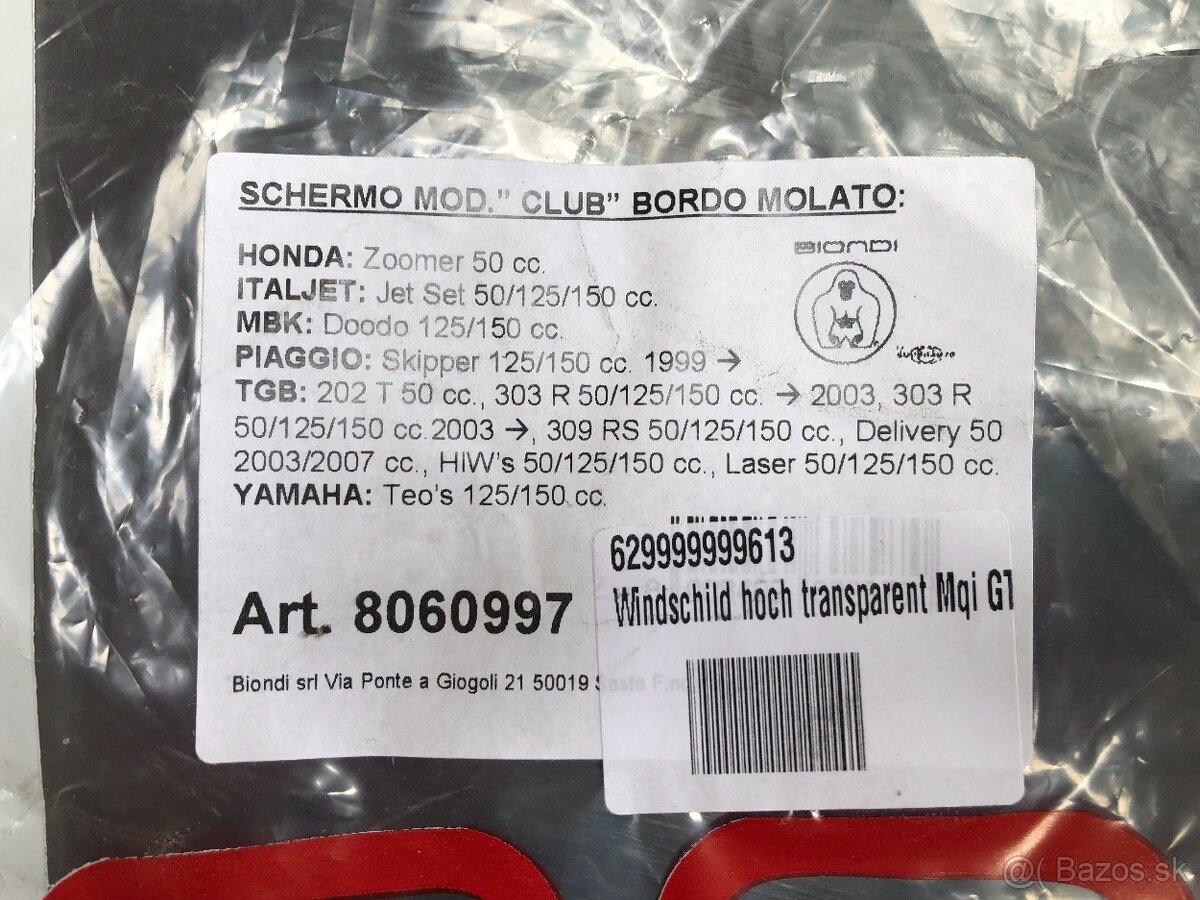 SCHERMO MOD." CLUB" BORDO MOLATO:
BIONDI
HONDA: Zoomer 50 cc.
ITALJET: Jet Set 50/125/150 cc.
MBK: Doodo 125/150 cc.
PIAGGIO: Skipper 125/150 cc. 1999 →
TGB: 202 T 50 cc., 303 R 50/125/150 cc. → 2003, 303 R
50/125/150 cc.2003 →, 309 RS 50/125/150 cc., Delivery 50
2003/2007 cc., HIW's 50/125/150 cc., Laser 50/125/150 cc.
YAMAHA: Teo's 125/150 cc.
629999999613
Windschild hoch transparent Mqi GT
Art. 8060997
Biondi srl Via Ponte a Giogoli 21 50019 Sesto F.no
@( Bazos.sk